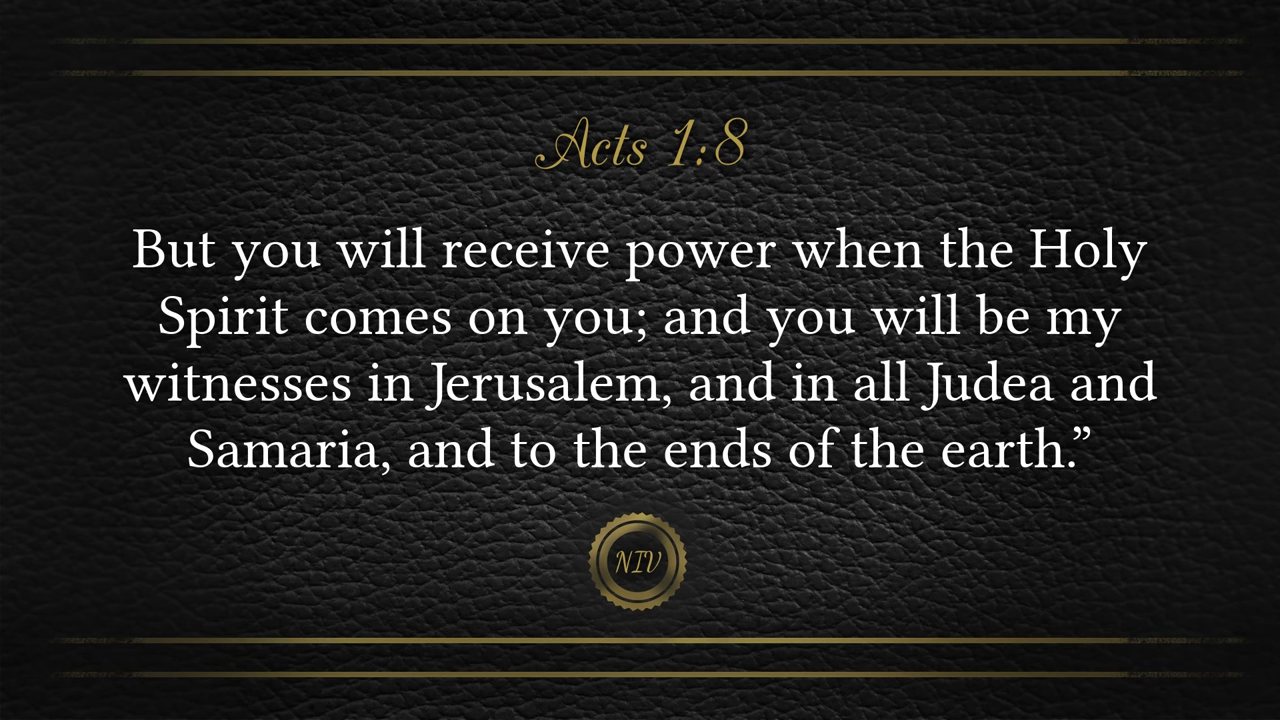 Acts 1:8
But you will receive power when the Holy
Spirit comes on you; and you will be my
witnesses in Jerusalem, and in all Judea and
Samaria, and to the ends of the earth.”
NIV